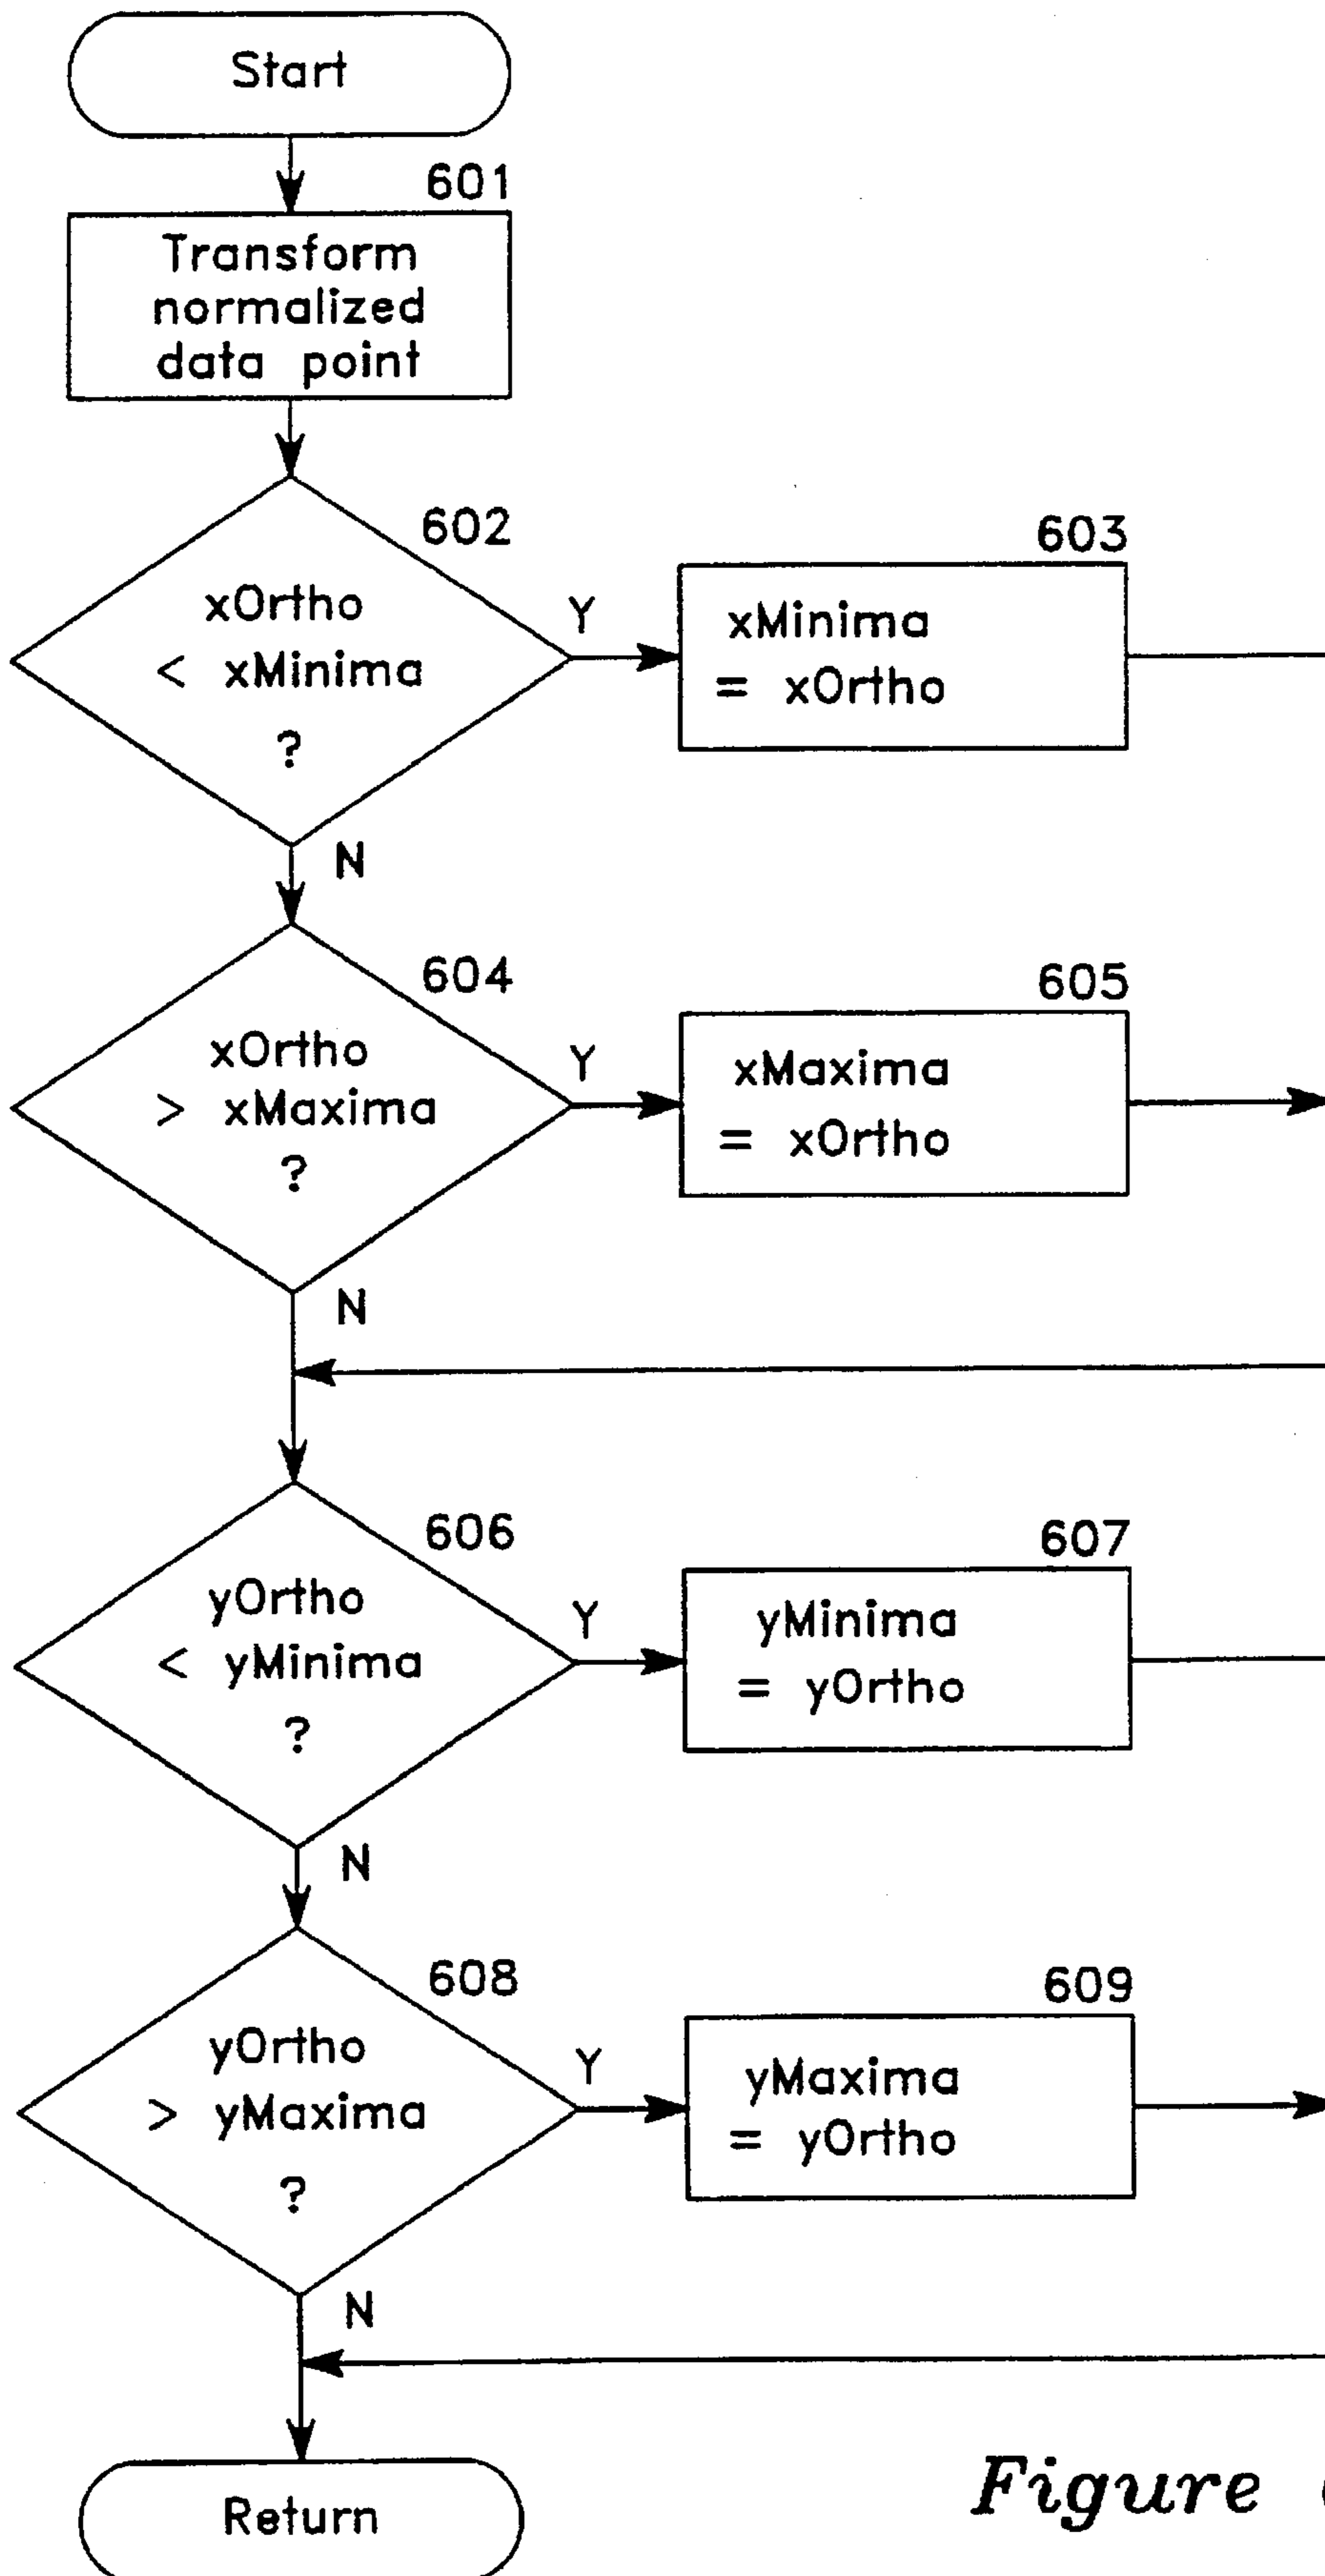 Start
601
Transform
normalized
data point
602
xOrtho
< xMinima
?
Y
N
603
xMinima
= xOrtho
604
xOrtho
> xMaxima
?
Y
N
605
xMaxima
= xOrtho
606
yOrtho
< yMinima
?
Y
N
607
yMinima
= yOrtho
608
yOrtho
> yMaxima
?
Y
N
609
yMaxima
= yOrtho
Return
Figure